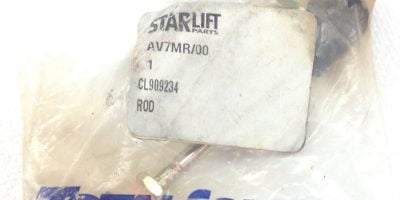 STARLIFT
PARTS
AV7MR/00
1
CL909234
ROD